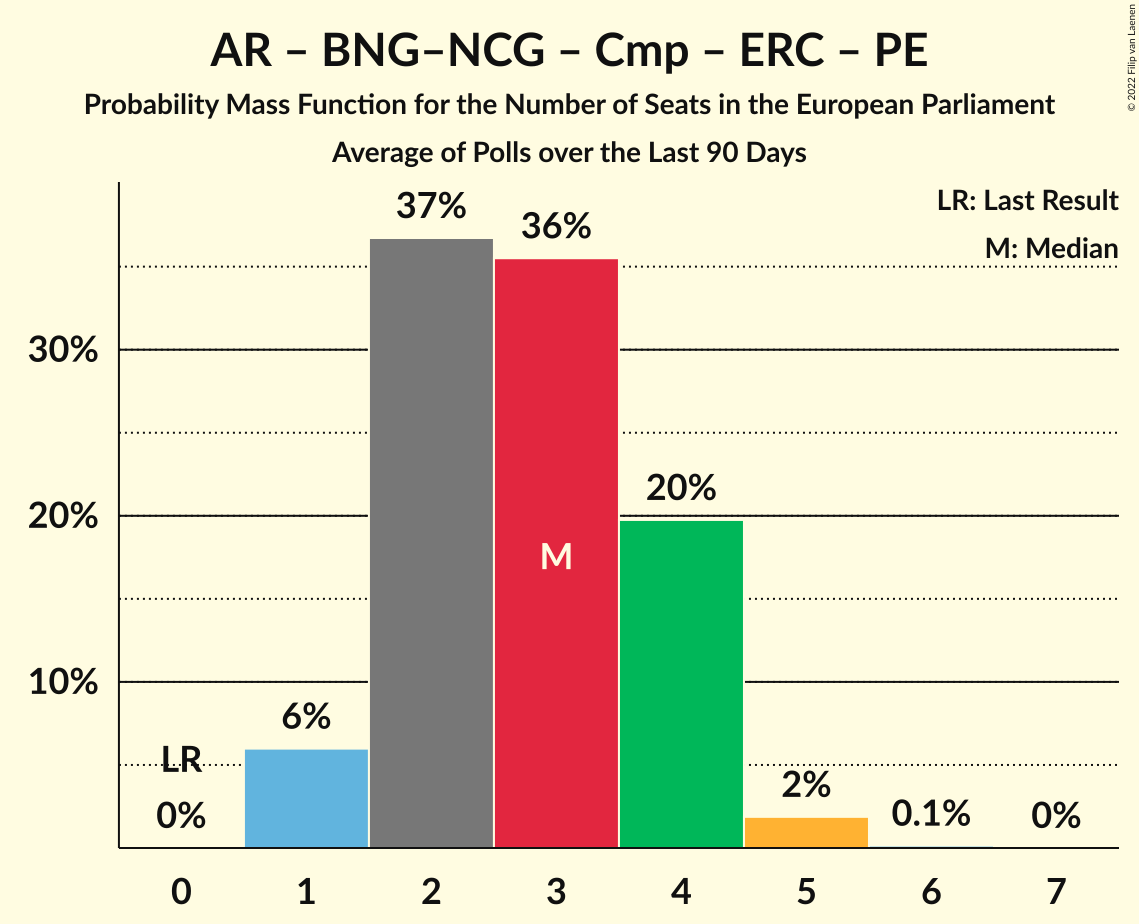 AR – BNG–NCG – Cmp – ERC – PE
Probability Mass Function for the Number of Seats in the European Parliament
Average of Polls over the Last 90 Days
© 2022 Filip van Laenen
LR: Last Result
M: Median
37%
36%
30%
20%
20%
M
10%
6%
LR
0%
2%
0.1%
0%
0 1 2 3 4 5 6 7